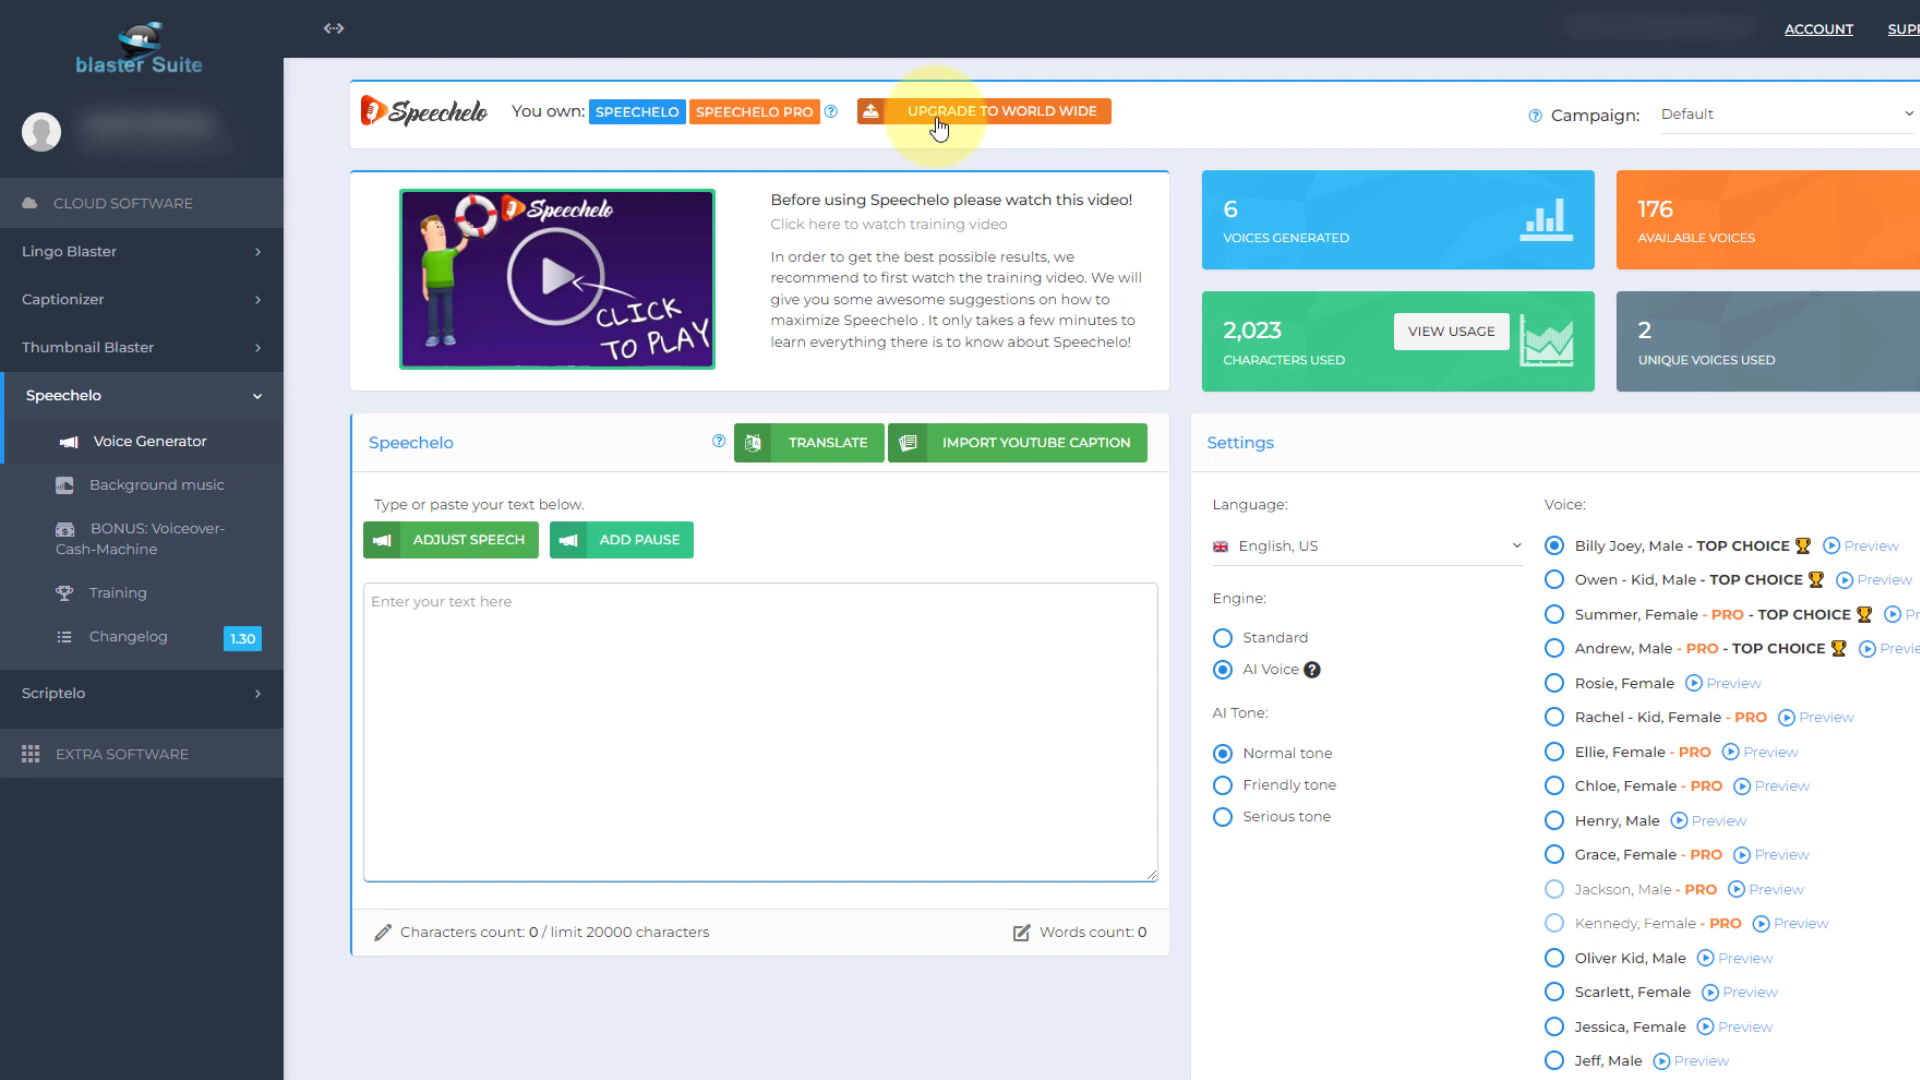 blaster Suite
ACCOUNT
CLOUD SOFTWARE
Lingo Blaster
Captionizer
Thumbnail Blaster
Speechelo
Voice Generator
Background music
BONUS: Voiceover-
Cash-Machine
Training
Changelog 1.30
Scriptelo
EXTRA SOFTWARE
Speechelo You own: SPEECHELO SPEECHELO PRO UPGRADE TO WORLD WIDE
Campaign: Default
Speechelo
CLICK
TO PLAY
Before using Speechelo please watch this video!
Click here to watch training video
In order to get the best possible results, we
recommend to first watch the training video. We will
give you some awesome suggestions on how to
maximize Speechelo . It only takes a few minutes to
learn everything there is to know about Speechelo!
6
VOICES GENERATED
176
AVAILABLE VOICES
2,023
CHARACTERS USED
VIEW USAGE
2
UNIQUE VOICES USED
Speechelo
TRANSLATE
IMPORT YOUTUBE CAPTION
Type or paste your text below.
ADJUST SPEECH
ADD PAUSE
Enter your text here
Characters count: 0 / limit 20000 characters
Words count: 0
Settings
Language:
English, US
Engine:
Standard
AI Voice
AI Tone:
Normal tone
Friendly tone
Serious tone
Voice:
Billy Joey, Male - TOP CHOICE Preview
Owen - Kid, Male - TOP CHOICE Preview
Summer, Female - PRO - TOP CHOICE
Andrew, Male - PRO - TOP CHOICE
Rosie, Female Preview
Rachel - Kid, Female - PRO Preview
Ellie, Female - PRO Preview
Chloe, Female - PRO Preview
Henry, Male Preview
Grace, Female - PRO Preview
Jackson, Male - PRO Preview
Kennedy, Female - PRO Preview
Oliver Kid, Male Preview
Scarlett, Female Preview
Jessica, Female Preview
Jeff, Male Preview